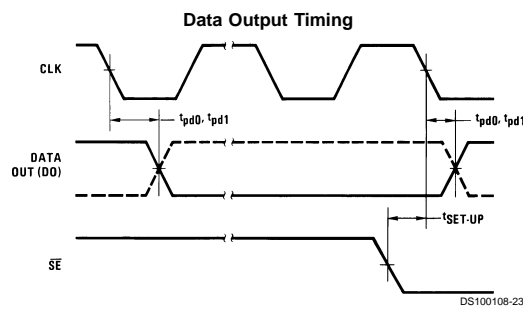 Data Output Timing
CLK
tpd0, tpd1
tpd0, tpd1
DATA
OUT (DO)
tSET-UP
SE
DS100108-23